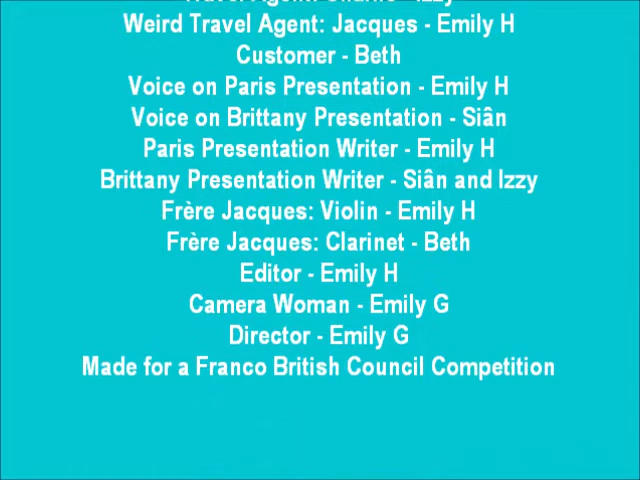 Weird Travel Agent: Jacques - Emily H
Customer - Beth
Voice on Paris Presentation - Emily H
Voice on Brittany Presentation - Siân
Paris Presentation Writer - Emily H
Brittany Presentation Writer - Siân and Izzy
Frère Jacques: Violin - Emily H
Frère Jacques: Clarinet - Beth
Editor - Emily H
Camera Woman - Emily G
Director - Emily G
Made for a Franco British Council Competition